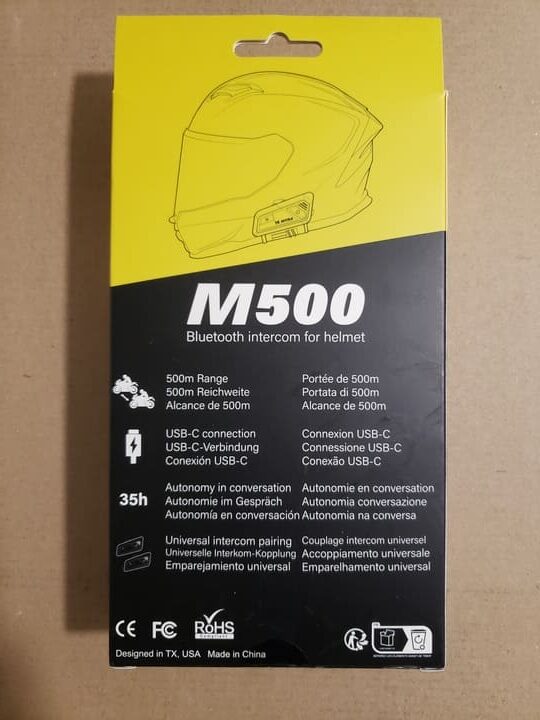 M500
Bluetooth intercom for helmet
500m Range
500m Reichweite
Alcance de 500m
Portée de 500m
Portata di 500m
Alcance de 500m
USB-C connection
USB-C-Verbindung
Conexión USB-C
Connexion USB-C
Connessione USB-C
Conexão USB-C
35h
Autonomy in conversation
Autonomie im Gespräch
Autonomía en conversación
Autonomie en conversation
Autonomia conversazione
Autonomia na conversa
Universal intercom pairing
Universelle Interkom-Kopplung
Emparejamiento universal
Couplage intercom universel
Accoppiamento universale
Emparelhamento universal
CE FC RoHS
Compliant
Designed in TX, USA Made in China